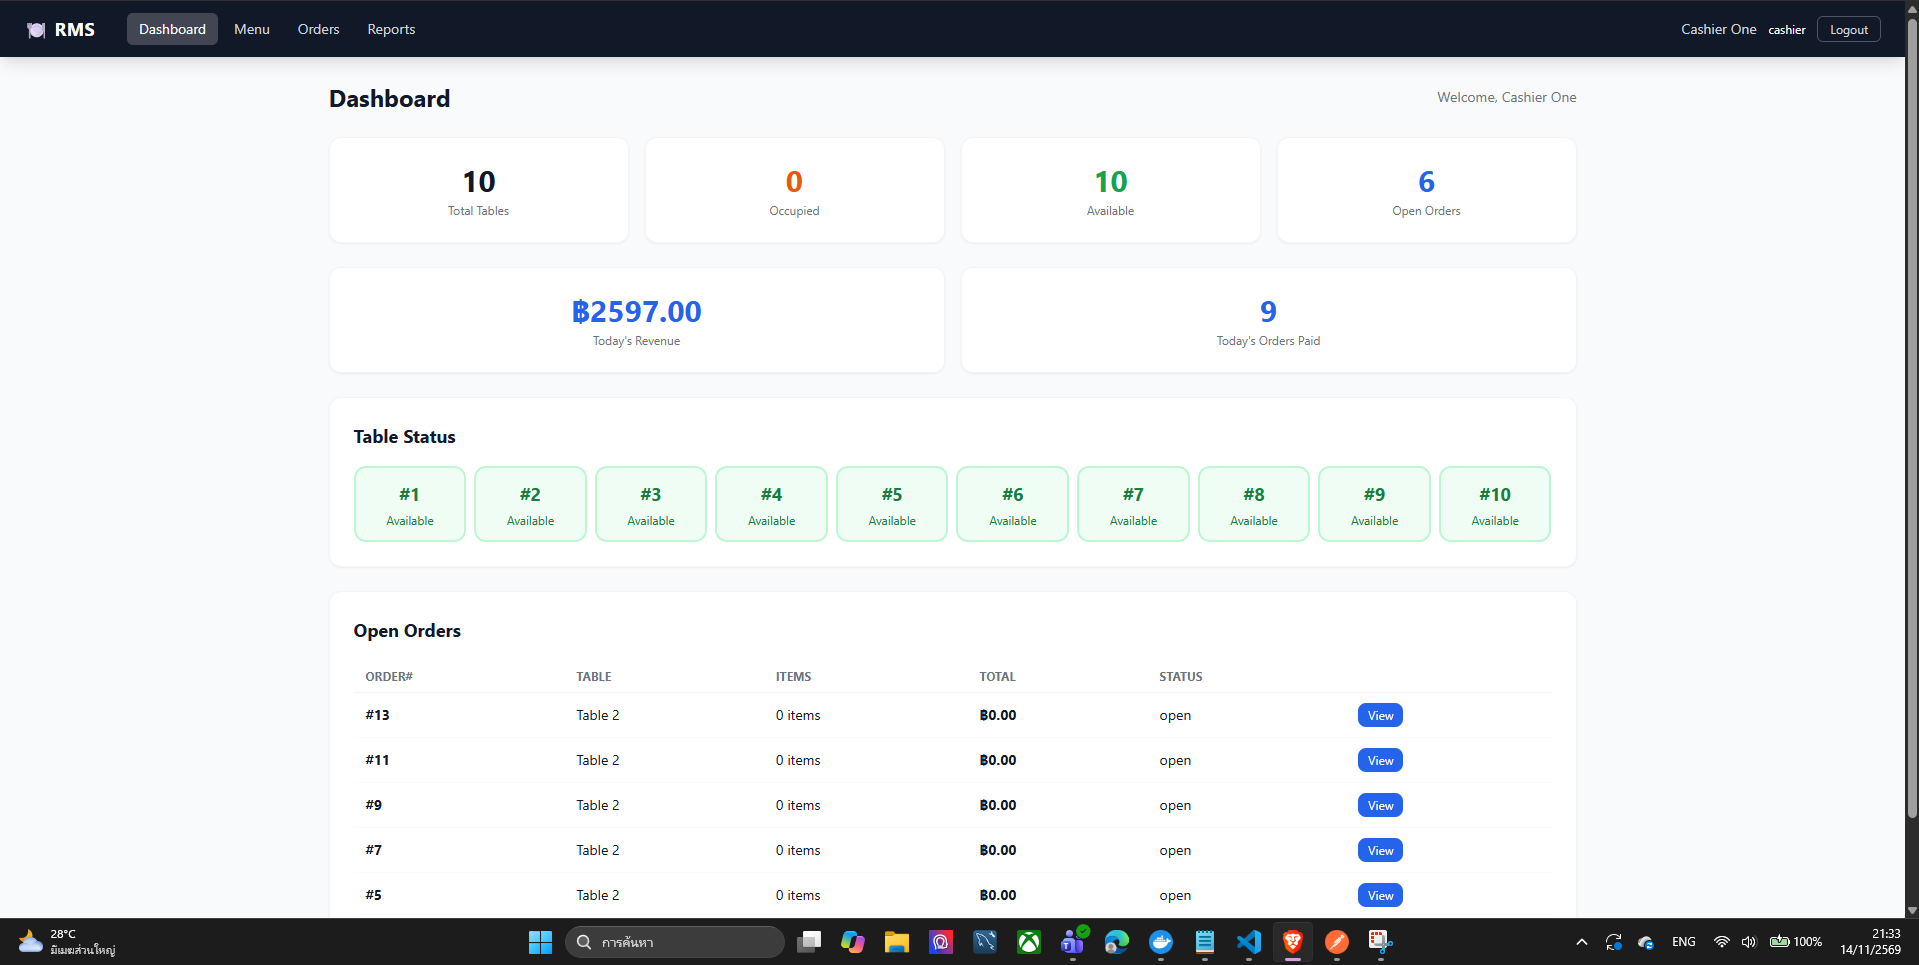 RMS Dashboard Menu Orders Reports Cashier One cashier Logout
Dashboard Welcome, Cashier One
10 0 10 6
Total Tables Occupied Available Open Orders
฿2597.00 9
Today's Revenue Today's Orders Paid
Table Status
#1 #2 #3 #4 #5 #6 #7 #8 #9 #10
Available Available Available Available Available Available Available Available Available Available
Open Orders
ORDER# TABLE ITEMS TOTAL STATUS
#13 Table 2 0 items ฿0.00 open View
#11 Table 2 0 items ฿0.00 open View
#9 Table 2 0 items ฿0.00 open View
#7 Table 2 0 items ฿0.00 open View
#5 Table 2 0 items ฿0.00 open View
28°C
มีเมฆส่วนใหญ่
การค้นหา
ENG 100% 21:33
14/11/2569